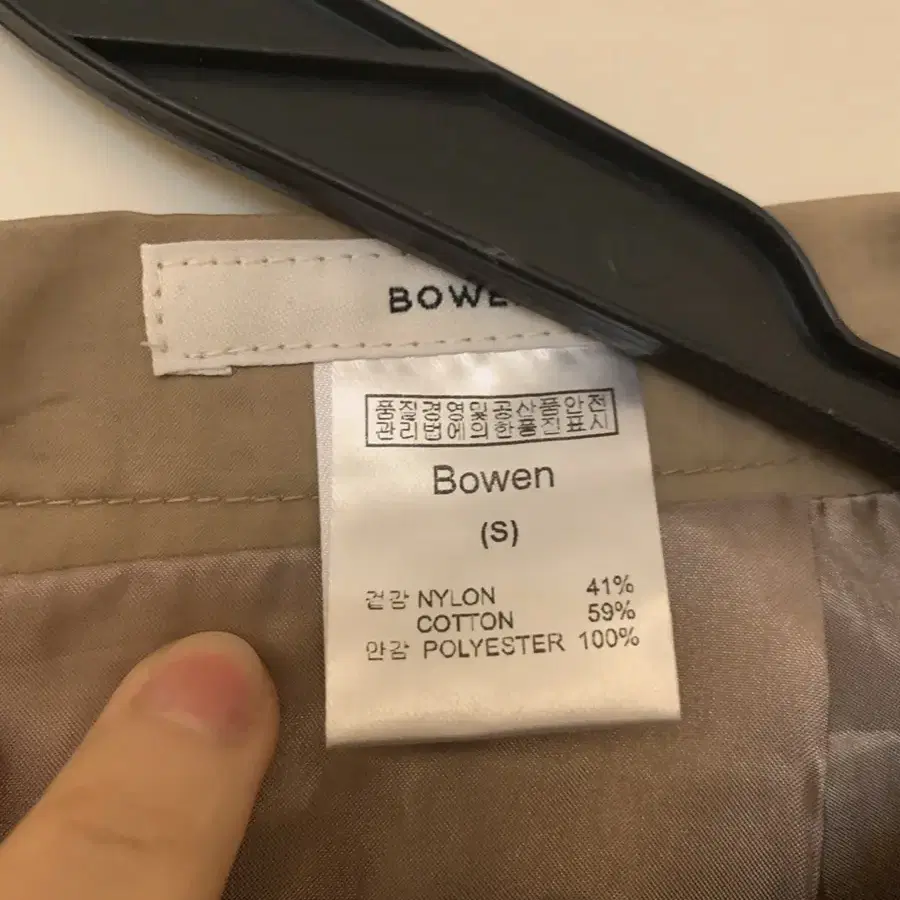 BOWE
품질경영및공산품안전
관리법에의한품질표시
Bowen
(S)
겉감 NYLON 41%
COTTON 59%
안감 POLYESTER 100%